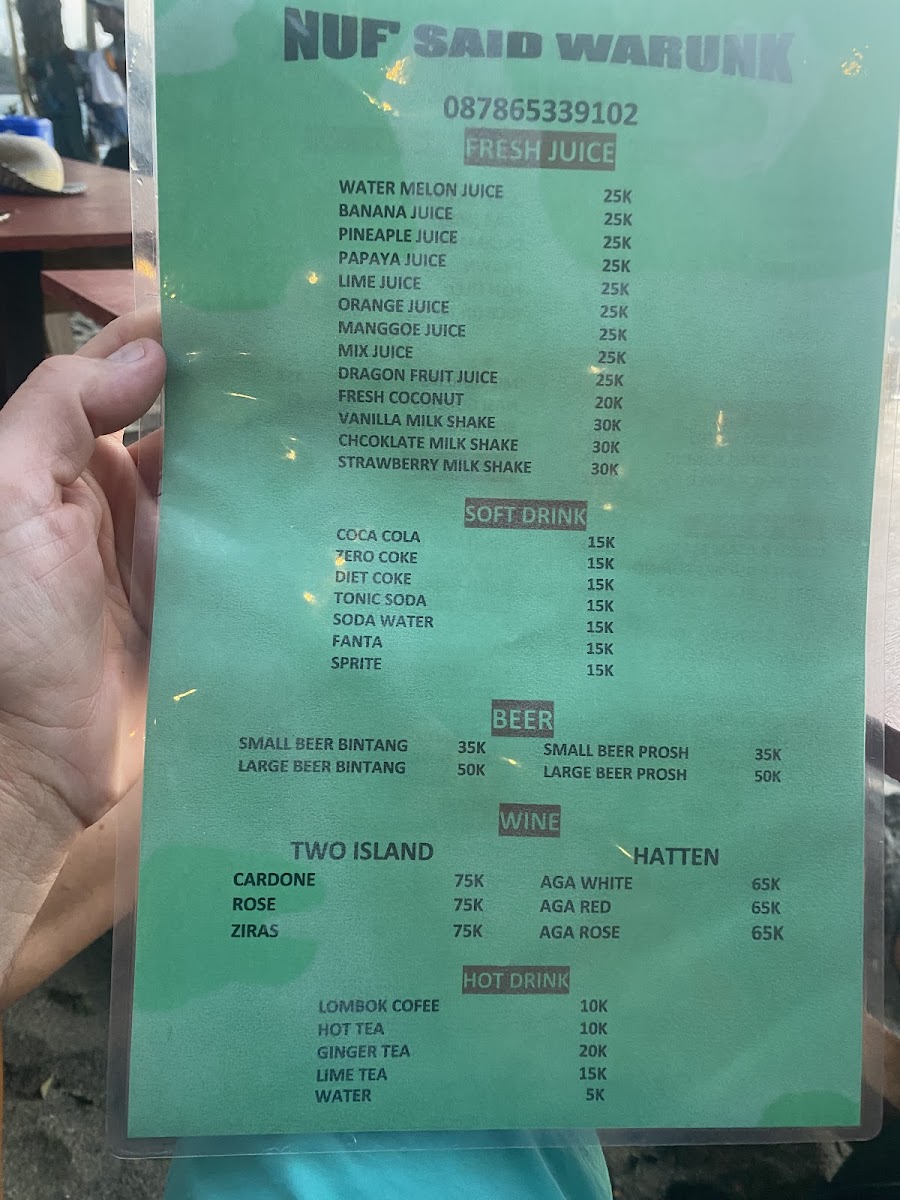 NUF' SAID WARUNK
087865339102
FRESH JUICE
WATER MELON JUICE 25K
BANANA JUICE 25K
PINEAPLE JUICE 25K
PAPAYA JUICE 25K
LIME JUICE 25K
ORANGE JUICE 25K
MANGGOE JUICE 25K
MIX JUICE 25K
DRAGON FRUIT JUICE 25K
FRESH COCONUT 20K
VANILLA MILK SHAKE 30K
CHCOKLATE MILK SHAKE 30K
STRAWBERRY MILK SHAKE 30K
SOFT DRINK
COCA COLA 15K
ZERO COKE 15K
DIET COKE 15K
TONIC SODA 15K
SODA WATER 15K
FANTA 15K
SPRITE 15K
BEER
SMALL BEER BINTANG 35K SMALL BEER PROSH 35K
LARGE BEER BINTANG 50K LARGE BEER PROSH 50K
WINE
TWO ISLAND HATTEN
CARDONE 75K AGA WHITE 65K
ROSE 75K AGA RED 65K
ZIRAS 75K AGA ROSE 65K
HOT DRINK
LOMBOK COFEE 10K
HOT TEA 10K
GINGER TEA 20K
LIME TEA 15K
WATER 5K